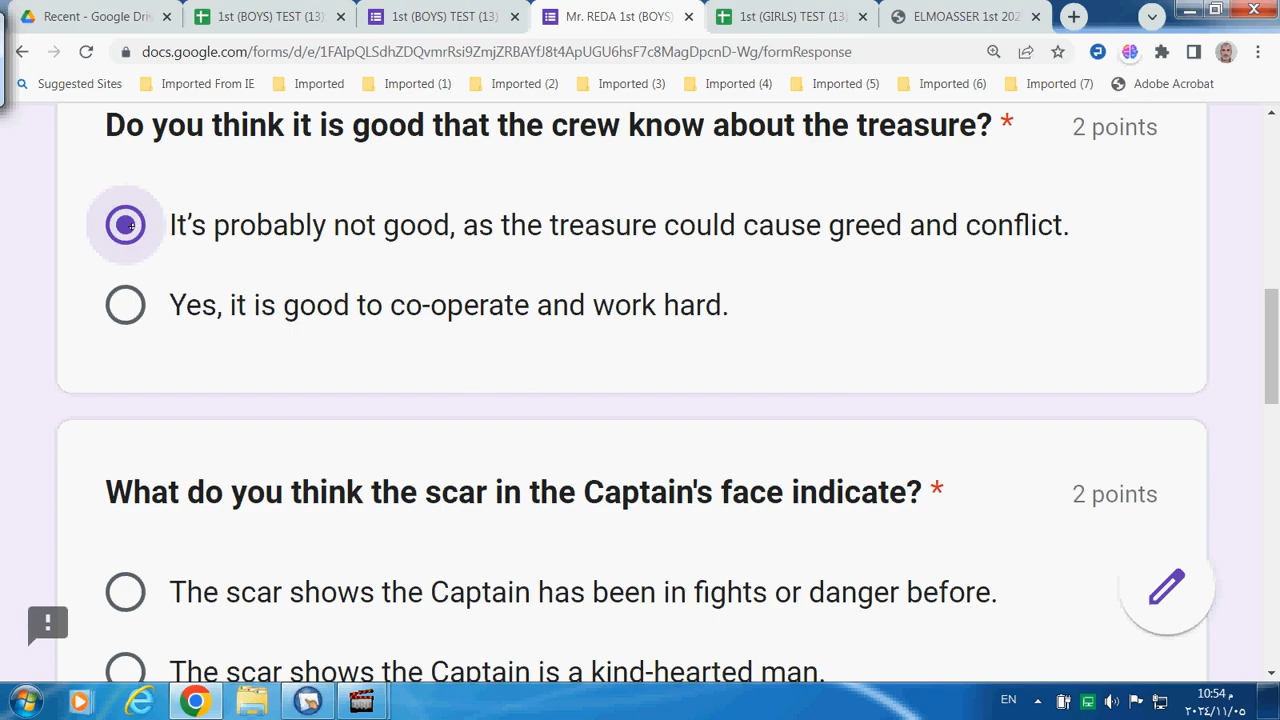 Recent - Google Dri
1st (BOYS) TEST (13)
1st (BOYS) TEST
Mr. REDA 1st (BOYS)
1st (GIRLS) TEST (13
docs.google.com/forms/d/e/1FAIpQLSdhZDQvmrRsi9ZmjZRBAYfJ8t4ApUGU6hsF7c8MagDpcnD-Wg/formResponse
Suggested Sites
Imported From IE
Imported
Imported (1)
Imported (2)
Imported (3)
Imported (4)
Imported (5)
Imported (6)
Imported (7)
Adobe Acrobat
Do you think it is good that the crew know about the treasure? *
2 points
It's probably not good, as the treasure could cause greed and conflict.
Yes, it is good to co-operate and work hard.
What do you think the scar in the Captain's face indicate? *
2 points
The scar shows the Captain has been in fights or danger before.
The scar shows the Captain is a kind-hearted man.
EN
10:54 م
٢٠٢٤/١١/٠٥